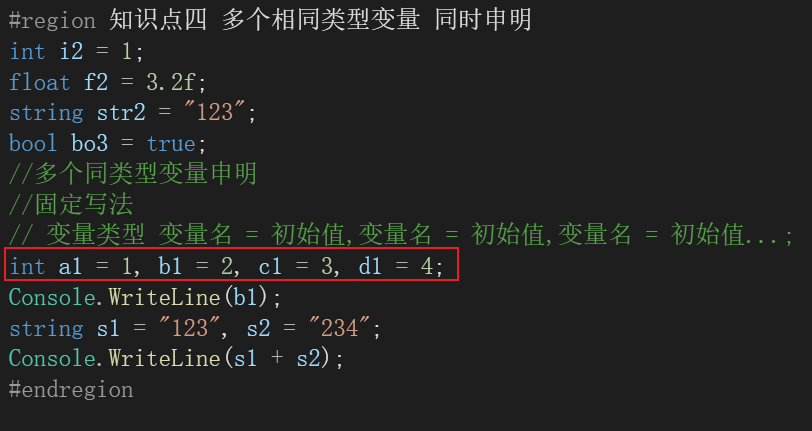 #region 知识点四 多个相同类型变量 同时申明
int i2 = 1;
float f2 = 3.2f;
string str2 = "123";
bool bo3 = true;
//多个同类型变量申明
//固定写法
// 变量类型 变量名 = 初始值,变量名 = 初始值,变量名 = 初始值...;
int a1 = 1, b1 = 2, c1 = 3, d1 = 4;
Console.WriteLine(b1);
string s1 = "123", s2 = "234";
Console.WriteLine(s1 + s2);
#endregion